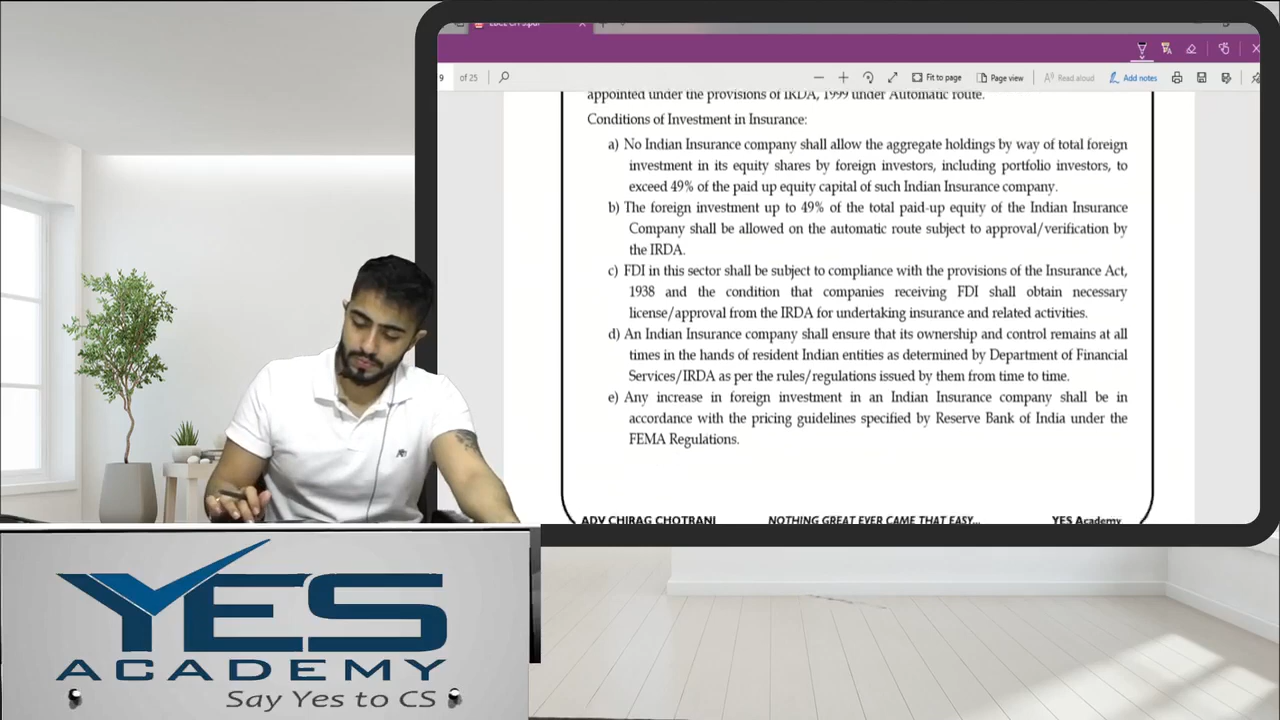 9 of 25
Fit to page
Page view
Read aloud
Add notes
appointed under the provisions of IRDA, 1999 under Automatic route.
Conditions of Investment in Insurance:
a) No Indian Insurance company shall allow the aggregate holdings by way of total foreign
investment in its equity shares by foreign investors, including portfolio investors, to
exceed 49% of the paid up equity capital of such Indian Insurance company.
b) The foreign investment up to 49% of the total paid-up equity of the Indian Insurance
Company shall be allowed on the automatic route subject to approval/verification by
the IRDA.
c) FDI in this sector shall be subject to compliance with the provisions of the Insurance Act,
1938 and the condition that companies receiving FDI shall obtain necessary
license/approval from the IRDA for undertaking insurance and related activities.
d) An Indian Insurance company shall ensure that its ownership and control remains at all
times in the hands of resident Indian entities as determined by Department of Financial
Services/IRDA as per the rules/regulations issued by them from time to time.
e) Any increase in foreign investment in an Indian Insurance company shall be in
accordance with the pricing guidelines specified by Reserve Bank of India under the
FEMA Regulations.
ADV CHIRAG CHOTRANI NOTHING GREAT EVER CAME THAT EASY... YES Academy
YES
ACADEMY
Say Yes to CS